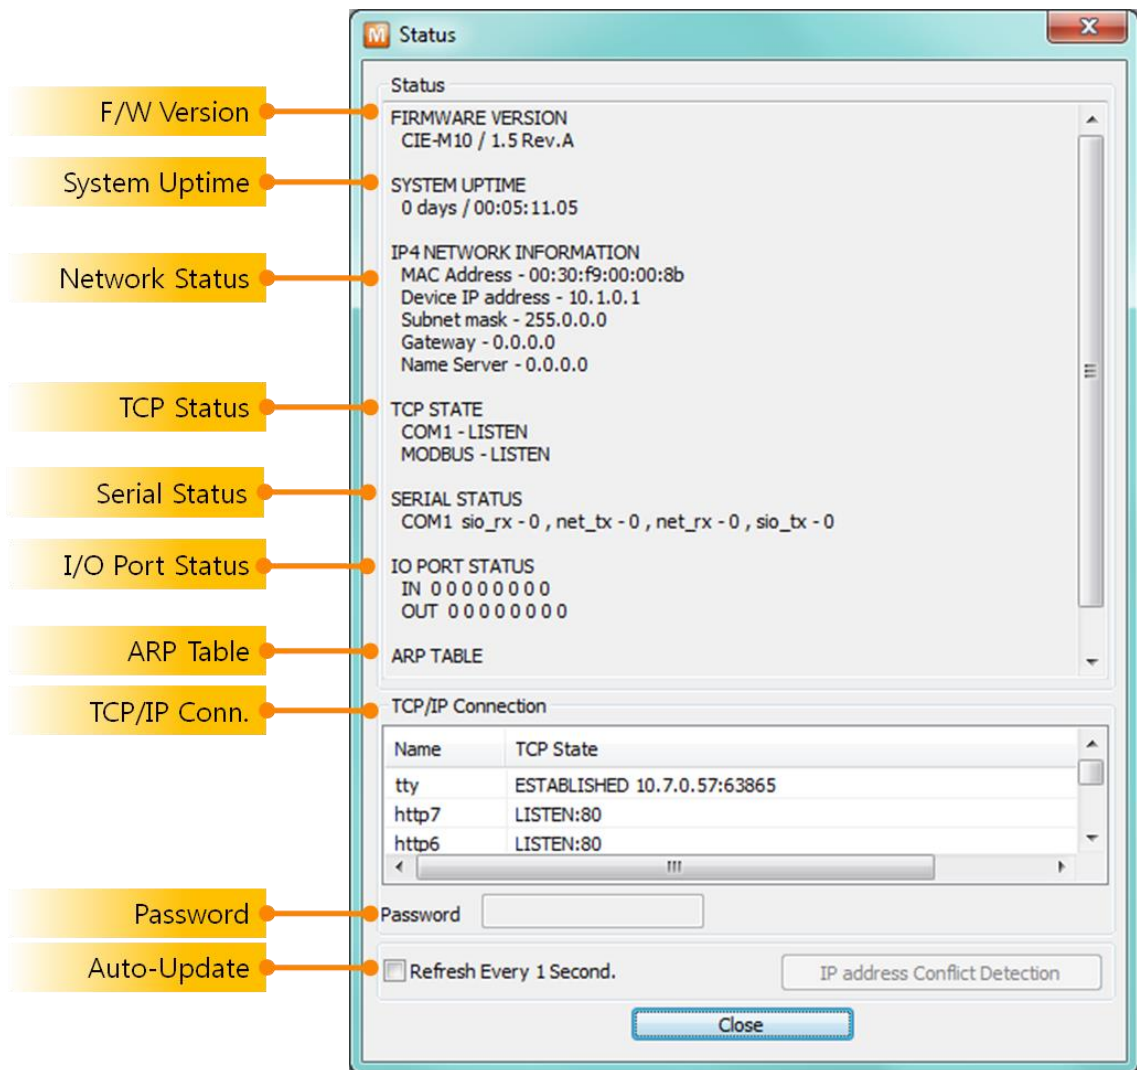 Status
Status
F/W Version
FIRMWARE VERSION
CIE-M10 / 1.5 Rev.A
System Uptime
SYSTEM UPTIME
0 days / 00:05:11.05
Network Status
IP4 NETWORK INFORMATION
MAC Address - 00:30:f9:00:00:8b
Device IP address - 10.1.0.1
Subnet mask - 255.0.0.0
Gateway - 0.0.0.0
Name Server - 0.0.0.0
TCP Status
TCP STATE
COM1 - LISTEN
MODBUS - LISTEN
Serial Status
SERIAL STATUS
COM1 sio_rx - 0 , net_tx - 0 , net_rx - 0 , sio_tx - 0
I/O Port Status
IO PORT STATUS
IN 0 0 0 0 0 0 0 0
OUT 0 0 0 0 0 0 0 0
ARP Table
ARP TABLE
TCP/IP Conn.
TCP/IP Connection
Name TCP State
tty ESTABLISHED 10.7.0.57:63865
http7 LISTEN:80
http6 LISTEN:80
Password
Password
Auto-Update
Refresh Every 1 Second. IP address Conflict Detection
Close